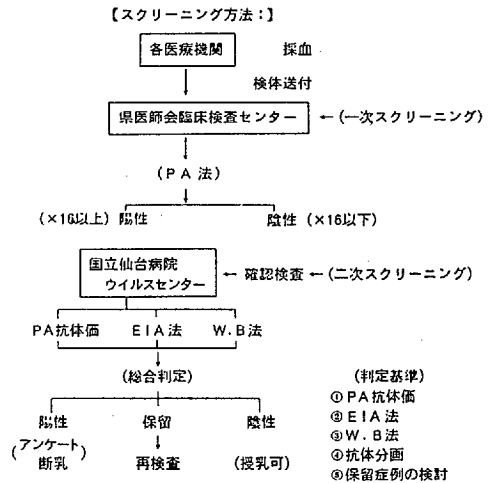 【スクリーニング方法：】
各医療機関 採血
検体送付
県医師会臨床検査センター ←(一次スクリーニング)
(PA法)
(×16以上) 陽性 陰性 (×16以下)
国立仙台病院
ウイルスセンター ← 確認検査 ←(二次スクリーニング)
PA抗体価 EIA法 W.B法
(総合判定)
陽性 保留 陰性
(アンケート
断乳) 再検査 (授乳可)
(判定基準)
①PA抗体価
②EIA法
③W.B法
④抗体分画
⑤保留症例の検討